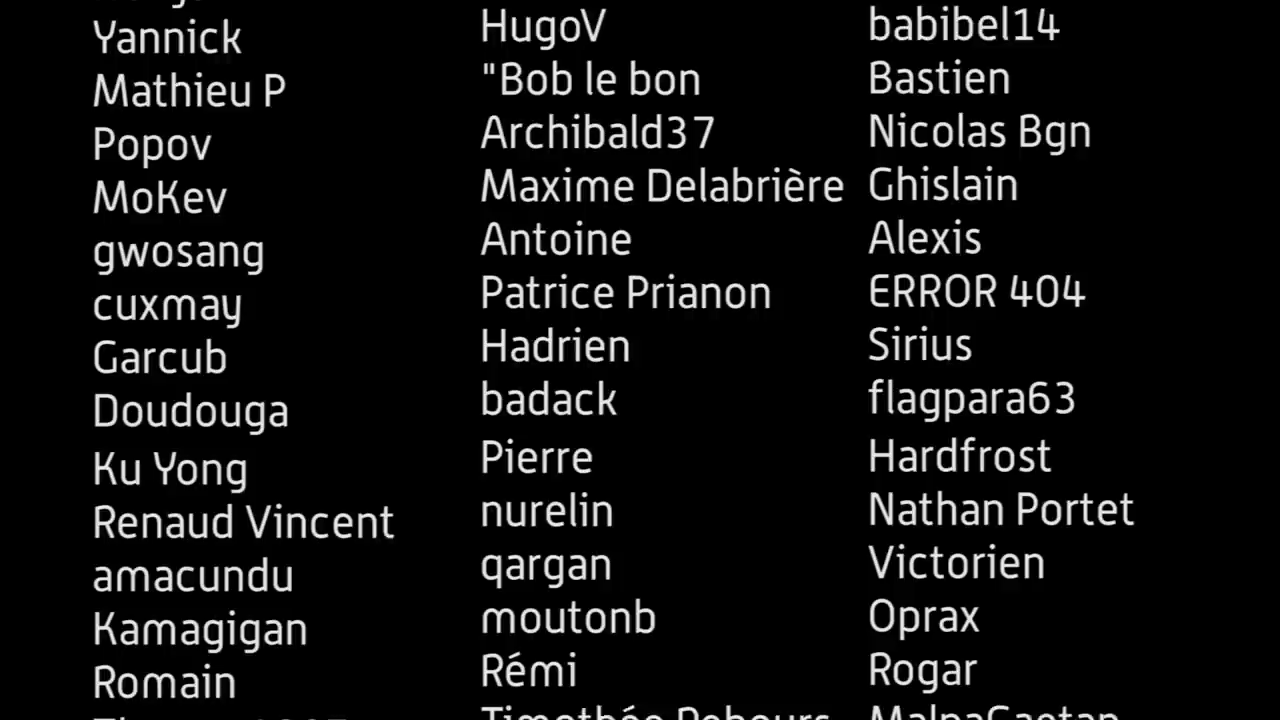 Yannick
Mathieu P
Popov
MoKev
gwosang
cuxmay
Garcub
Doudouga
Ku Yong
Renaud Vincent
amacundu
Kamagigan
Romain
HugoV
"Bob le bon
Archibald37
Maxime Delabrière
Antoine
Patrice Prianon
Hadrien
badack
Pierre
nurelin
qargan
moutonb
Rémi
Timothée Rebours
babibel14
Bastien
Nicolas Bgn
Ghislain
Alexis
ERROR 404
Sirius
flagpara63
Hardfrost
Nathan Portet
Victorien
Oprax
Rogar